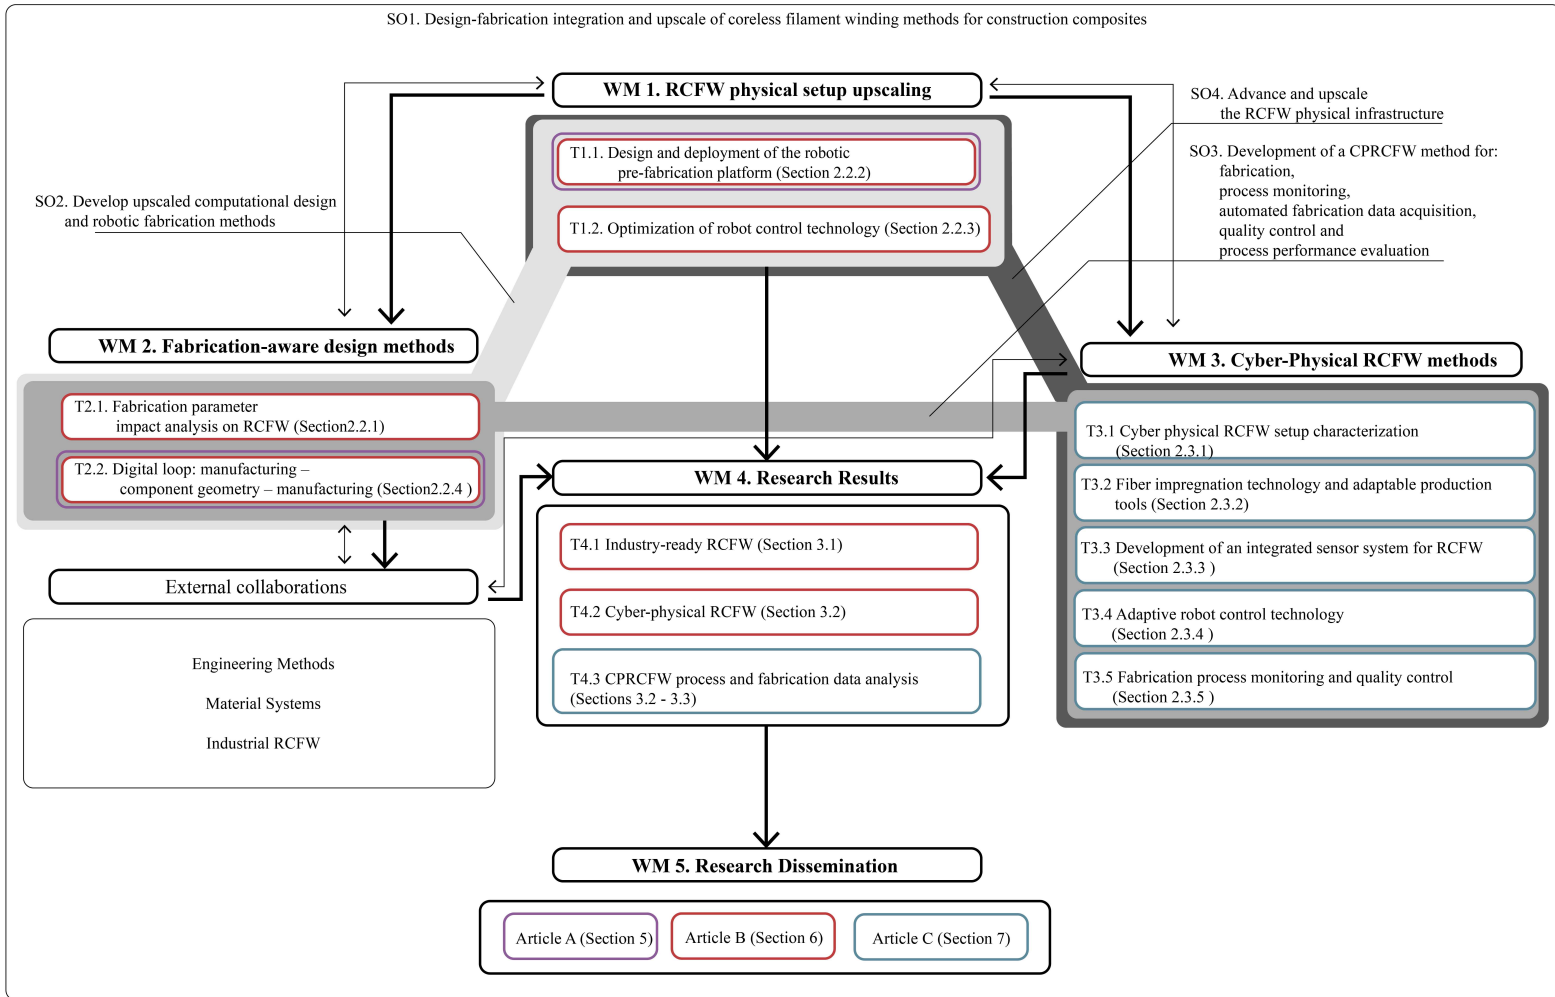 SO1. Design-fabrication integration and upscale of coreless filament winding methods for construction composites
WM 1. RCFW physical setup upscaling
SO4. Advance and upscale
the RCFW physical infrastructure
T1.1. Design and deployment of the robotic
pre-fabrication platform (Section 2.2.2)
T1.2. Optimization of robot control technology (Section 2.2.3)
SO3. Development of a CPRCFW method for:
fabrication,
process monitoring,
automated fabrication data acquisition,
quality control and
process performance evaluation
SO2. Develop upscaled computational design
and robotic fabrication methods
WM 2. Fabrication-aware design methods
T2.1. Fabrication parameter
impact analysis on RCFW (Section2.2.1)
T2.2. Digital loop: manufacturing –
component geometry – manufacturing (Section2.2.4 )
External collaborations
Engineering Methods
Material Systems
Industrial RCFW
WM 3. Cyber-Physical RCFW methods
T3.1 Cyber physical RCFW setup characterization
(Section 2.3.1)
T3.2 Fiber impregnation technology and adaptable production
tools (Section 2.3.2)
T3.3 Development of an integrated sensor system for RCFW
(Section 2.3.3 )
T3.4 Adaptive robot control technology
(Section 2.3.4 )
T3.5 Fabrication process monitoring and quality control
(Section 2.3.5 )
WM 4. Research Results
T4.1 Industry-ready RCFW (Section 3.1)
T4.2 Cyber-physical RCFW (Section 3.2)
T4.3 CPRCFW process and fabrication data analysis
(Sections 3.2 - 3.3)
WM 5. Research Dissemination
Article A (Section 5)
Article B (Section 6)
Article C (Section 7)